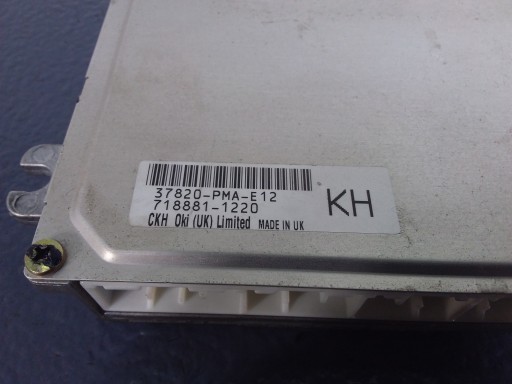 37820-PMA-E12
718881-1220
KH
CKH Oki (UK) Limited MADE IN UK